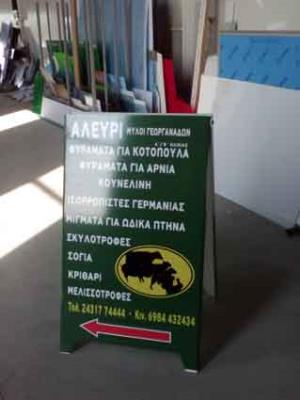 ΑΛΕΥΡΙ ΜΥΛΟΙ ΓΕΩΡΓΑΝΑΔΩΝ
ΦΥΡΑΜΑΤΑ ΓΙΑ ΚΟΤΟΠΟΥΛΑ
ΦΥΡΑΜΑΤΑ ΓΙΑ ΑΡΝΙΑ
ΚΟΥΝΕΛΙΝΗ
ΙΣΟΡΡΟΠΙΣΤΕΣ ΓΕΡΜΑΝΙΑΣ
ΜΙΓΜΑΤΑ ΓΙΑ ΩΔΙΚΑ ΠΤΗΝΑ
ΣΚΥΛΟΤΡΟΦΕΣ
ΣΟΓΙΑ
ΚΡΙΘΑΡΙ
ΜΕΛΙΣΣΟΤΡΟΦΕΣ
Τηλ. 24317 74444 - Κιν. 6984 432434